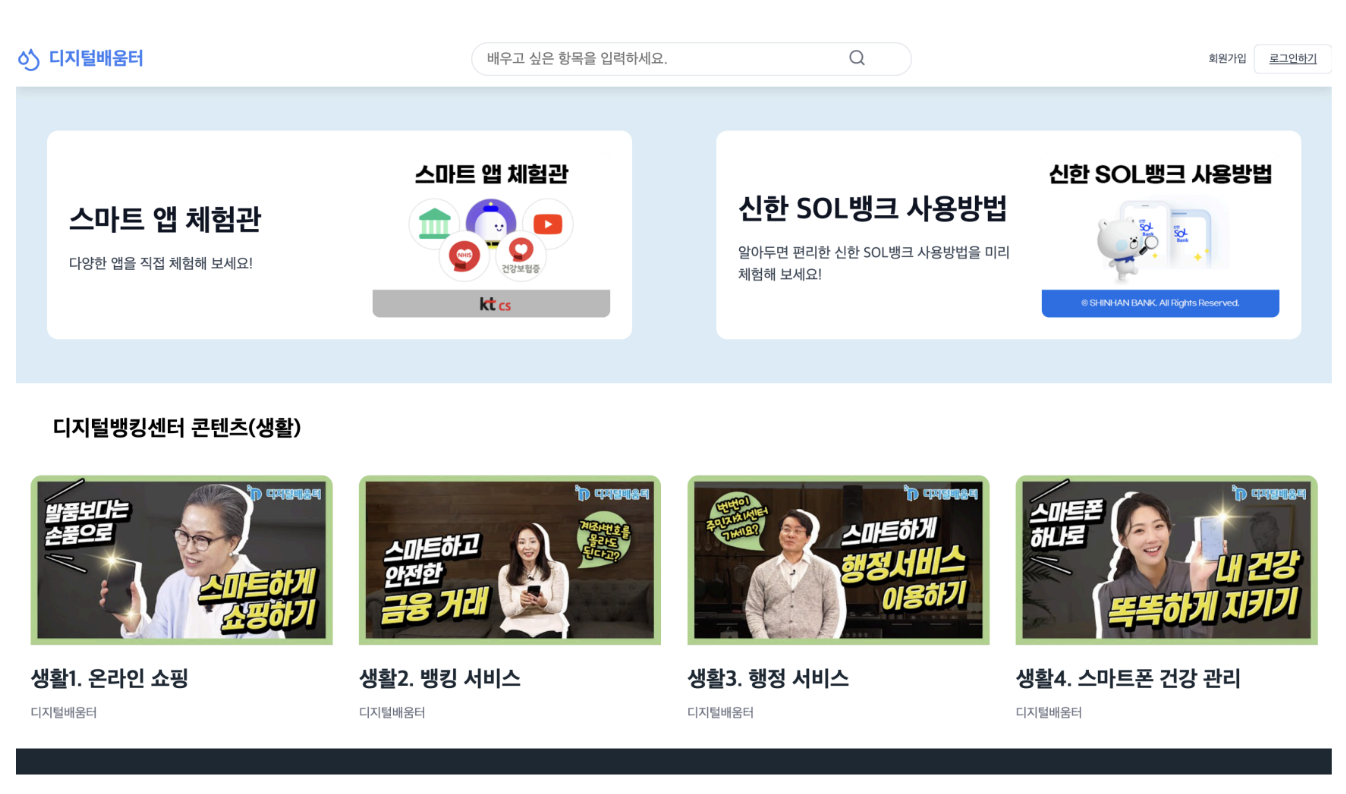 디지털배움터
배우고 싶은 항목을 입력하세요.
회원가입
로그인하기
스마트 앱 체험관
다양한 앱을 직접 체험해 보세요!
스마트 앱 체험관
NHIS
건강보험증
kt cs
신한 SOL뱅크 사용방법
알아두면 편리한 신한 SOL뱅크 사용방법을 미리
체험해 보세요!
신한 SOL뱅크 사용방법
신한
SOL
Bank
SOL
Bank
© SHINHAN BANK. All Rights Reserved.
디지털뱅킹센터 콘텐츠(생활)
디지털배움터
발품보다는
손품으로
스마트하게
쇼핑하기
디지털배움터
계좌번호를
몰라도
된다고?
스마트하고
안전한
금융 거래
디지털배움터
번번이
주민자치센터
가세요?
스마트하게
행정서비스
이용하기
디지털배움터
스마트폰
하나로
내 건강
똑똑하게 지키기
생활1. 온라인 쇼핑
디지털배움터
생활2. 뱅킹 서비스
디지털배움터
생활3. 행정 서비스
디지털배움터
생활4. 스마트폰 건강 관리
디지털배움터